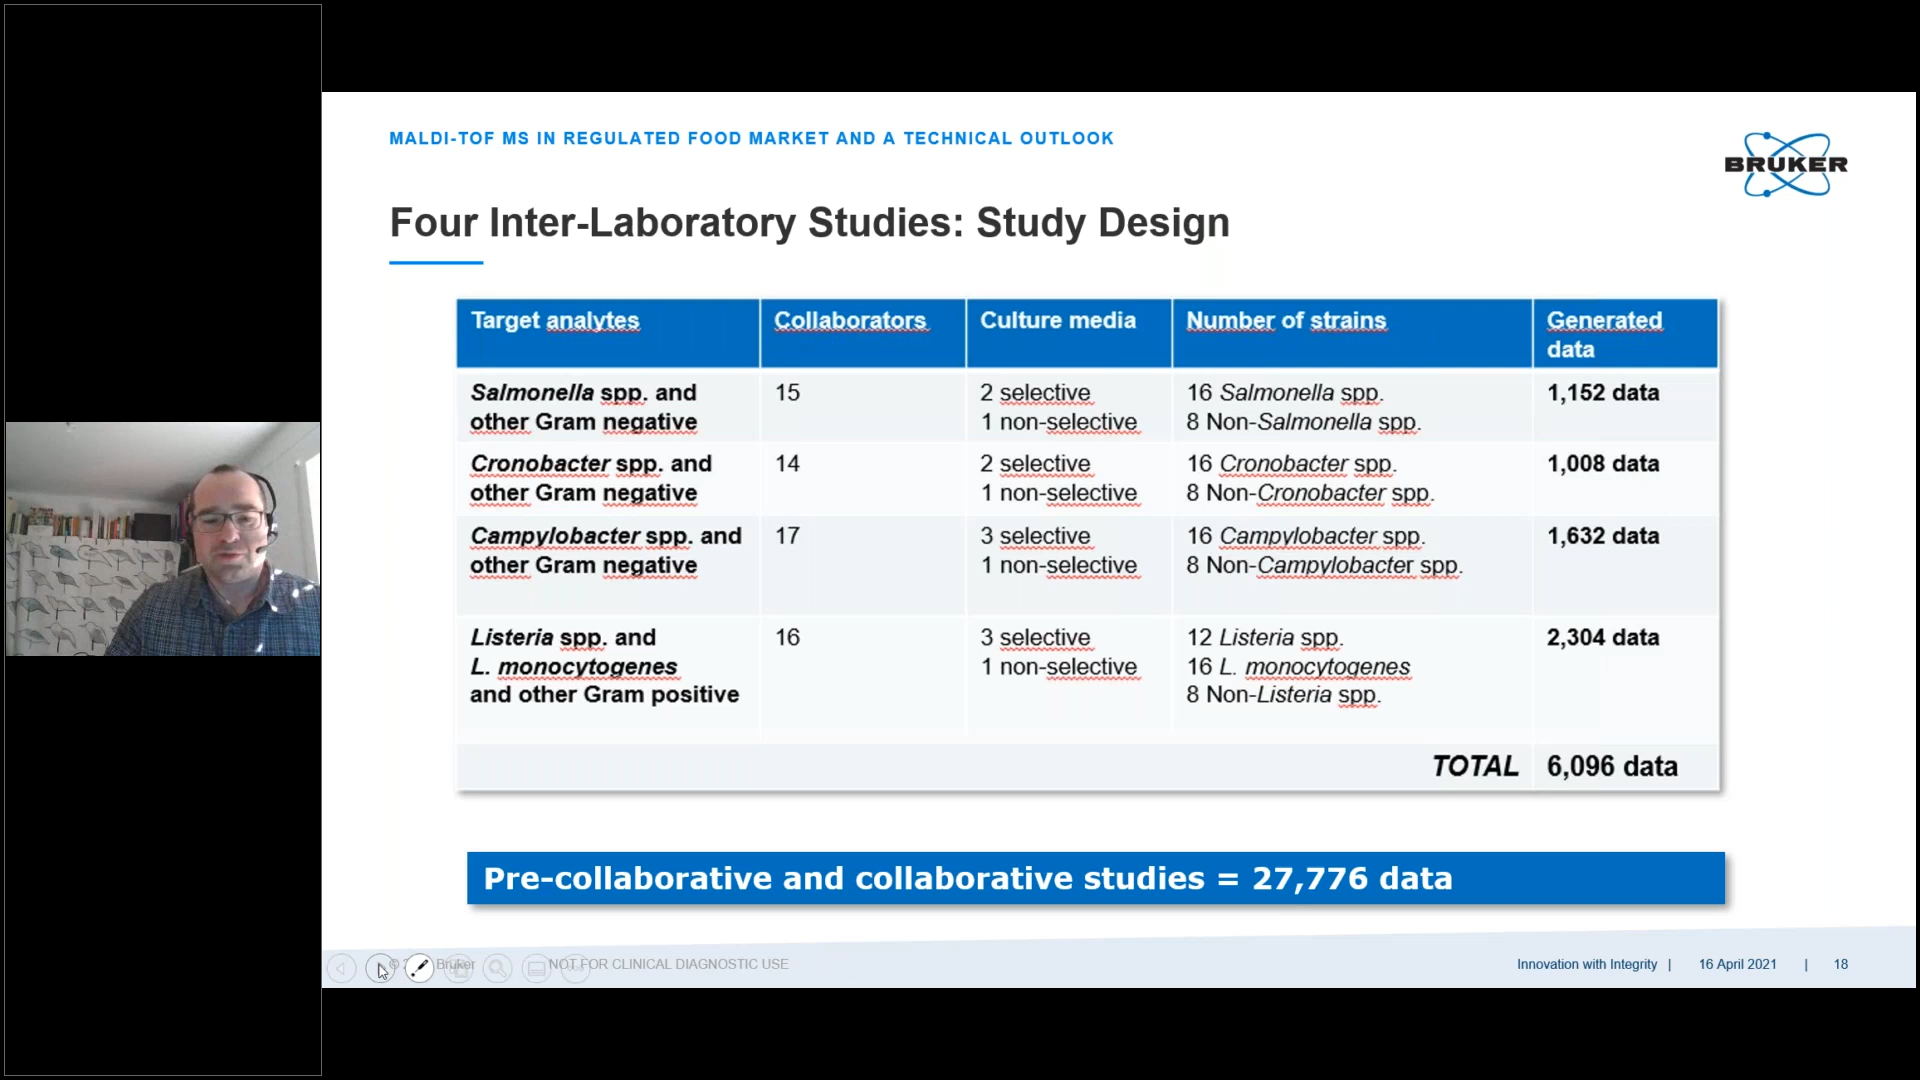 MALDI-TOF MS IN REGULATED FOOD MARKET AND A TECHNICAL OUTLOOK
BRUKER
Four Inter-Laboratory Studies: Study Design
Target analytes
Collaborators
Culture media
Number of strains
Generated
data
Salmonella spp. and
other Gram negative
15
2 selective
1 non-selective
16 Salmonella spp.
8 Non-Salmonella spp.
1,152 data
Cronobacter spp. and
other Gram negative
14
2 selective
1 non-selective
16 Cronobacter spp.
8 Non-Cronobacter spp.
1,008 data
Campylobacter spp. and
other Gram negative
17
3 selective
1 non-selective
16 Campylobacter spp.
8 Non-Campylobacter spp.
1,632 data
Listeria spp. and
L. monocytogenes
and other Gram positive
16
3 selective
1 non-selective
12 Listeria spp.
16 L. monocytogenes
8 Non-Listeria spp.
2,304 data
TOTAL
6,096 data
Pre-collaborative and collaborative studies = 27,776 data
© Bruker
NOT FOR CLINICAL DIAGNOSTIC USE
Innovation with Integrity |
16 April 2021
|
18